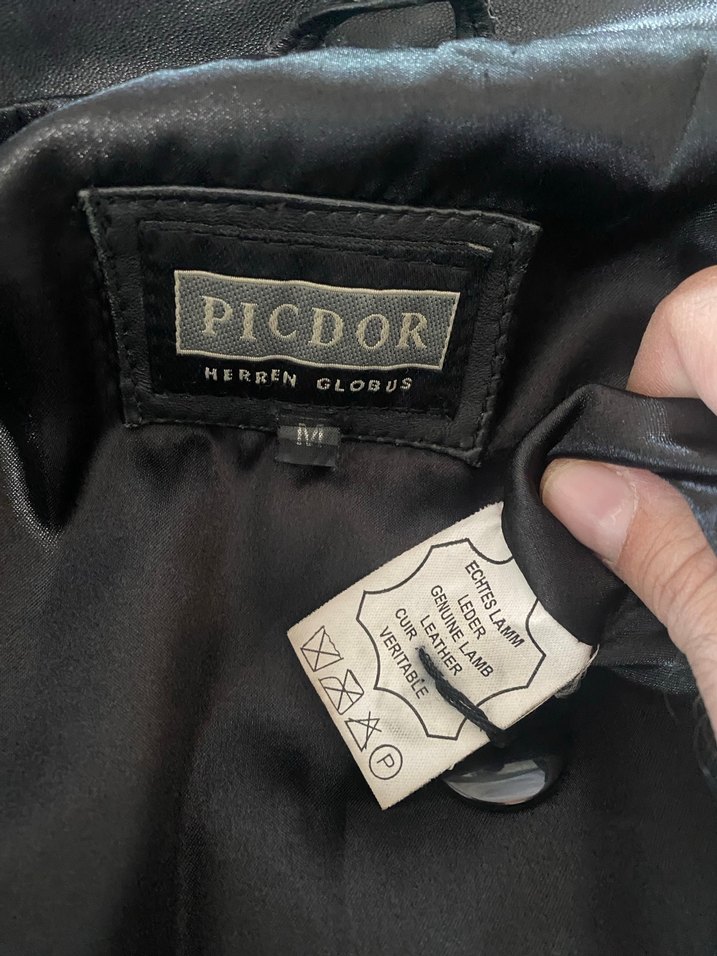 PICDOR
HERREN GLOBUS
M
ECHTES LAMM
LEDER
GENUINE LAMB
LEATHER
CUIR
VERITABLE
P